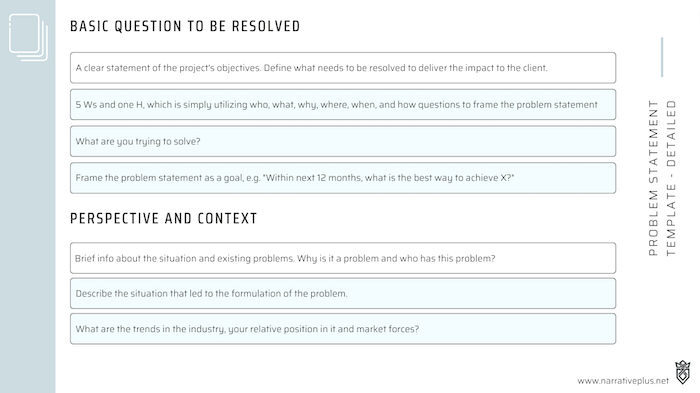 BASIC QUESTION TO BE RESOLVED
A clear statement of the project's objectives. Define what needs to be resolved to deliver the impact to the client.
5 Ws and one H, which is simply utilizing who, what, why, where, when, and how questions to frame the problem statement
What are you trying to solve?
Frame the problem statement as a goal, e.g. "Within next 12 months, what is the best way to achieve X?"
PERSPECTIVE AND CONTEXT
Brief info about the situation and existing problems. Why is it a problem and who has this problem?
Describe the situation that led to the formulation of the problem.
What are the trends in the industry, your relative position in it and market forces?
PROBLEM STATEMENT
TEMPLATE - DETAILED
www.narrativeplus.net